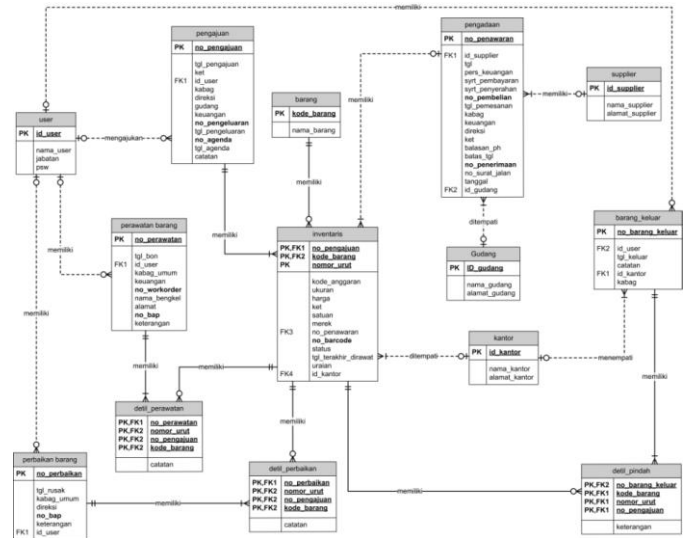 memiliki
pengajuan
PK no_pengajuan
tgl_pengajuan
ket
FK1 id_user
kabag
direksi
gudang
keuangan
no_pengeluaran
tgl_pengeluaran
no_agenda
tgl_agenda
catatan
pengadaan
PK no_penawaran
FK1 id_supplier
tgl
pers_keuangan
syrt_pembayaran
syrt_penyerahan
no_pembelian
tgl_pemesanan
kabag
keuangan
direksi
ket
balasan_ph
batas_tgl
no_penerimaan
no_surat_jalan
tanggal
FK2 id_gudang
supplier
PK id_supplier
nama_supplier
alamat_supplier
memiliki
memiliki
barang
PK kode_barang
nama_barang
user
PK id_user
nama_user
jabatan
psw
mengajukan
memiliki
memiliki
memiliki
memiliki
ditempati
perawatan barang
PK no_perawatan
tgl_bon
FK1 id_user
kabag_umum
keuangan
no_workorder
nama_bengkel
alamat
no_bap
keterangan
inventaris
PK,FK1 no_pengajuan
PK,FK2 kode_barang
PK nomor_urut
kode_anggaran
ukuran
harga
ket
satuan
merek
FK3 no_penawaran
no_barcode
status
tgl_terakhir_dirawat
uraian
FK4 id_kantor
Gudang
PK ID_gudang
nama_gudang
alamat_gudang
barang_keluar
PK no_barang_keluar
FK2 id_user
tgl_keluar
catatan
FK1 id_kantor
kabag
kantor
PK id_kantor
nama_kantor
alamat_kantor
ditempati
menempati
memiliki
memiliki
memiliki
memiliki
memiliki
detil_perawatan
PK,FK1 no_perawatan
PK,FK2 nomor_urut
PK,FK2 no_pengajuan
PK,FK2 kode_barang
catatan
perbaikan barang
PK no_perbaikan
tgl_rusak
kabag_umum
direksi
no_bap
keterangan
FK1 id_user
memiliki
detil_perbaikan
PK,FK1 no_perbaikan
PK,FK2 nomor_urut
PK,FK2 no_pengajuan
PK,FK2 kode_barang
catatan
memiliki
detil_pindah
PK,FK2 no_barang_keluar
PK,FK1 kode_barang
PK,FK1 nomor_urut
PK,FK1 no_pengajuan
keterangan